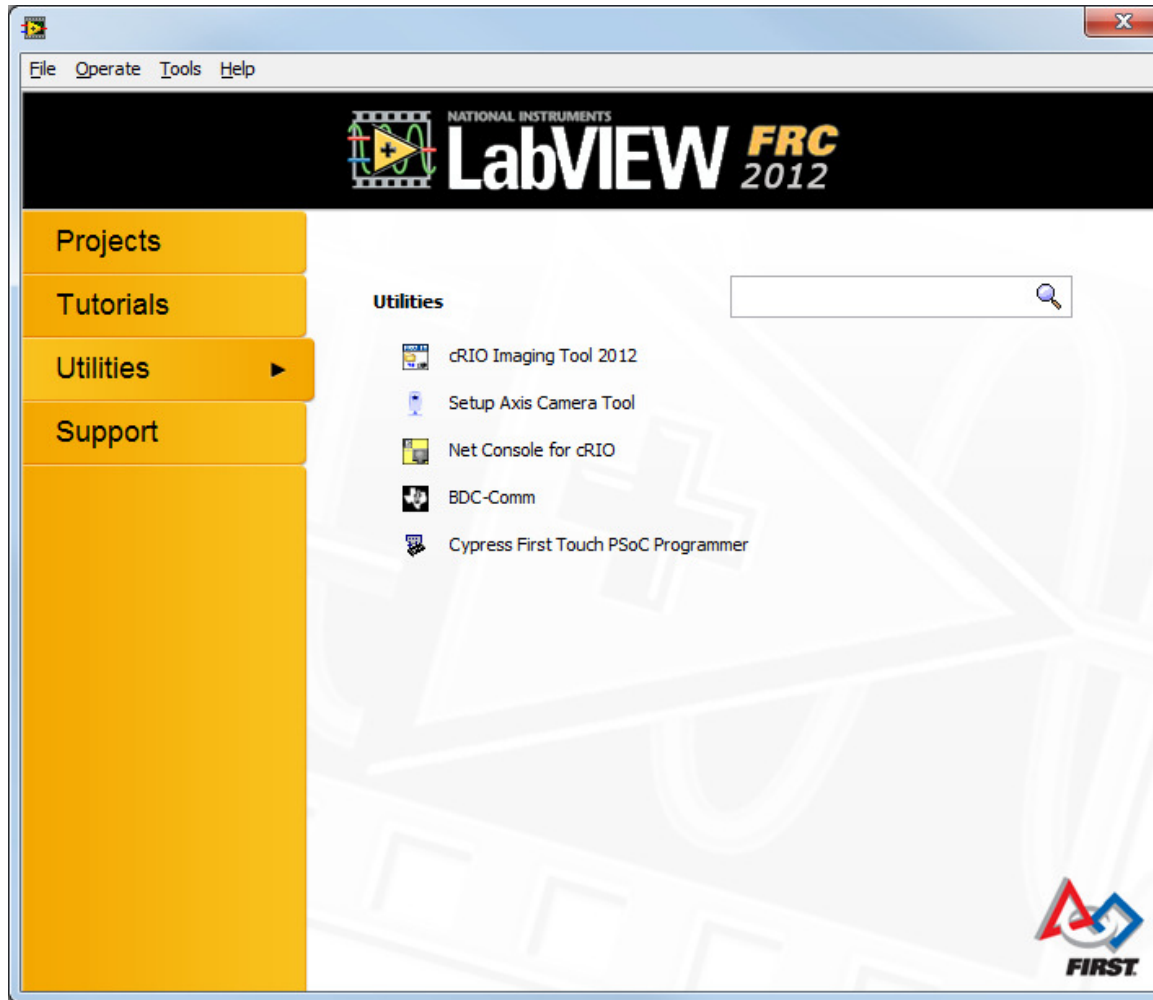 File Operate Tools Help
NATIONAL INSTRUMENTS
LabVIEW FRC 2012
Projects
Tutorials
Utilities
Support
Utilities
cRIO Imaging Tool 2012
Setup Axis Camera Tool
Net Console for cRIO
BDC-Comm
Cypress First Touch PSoC Programmer
FIRST